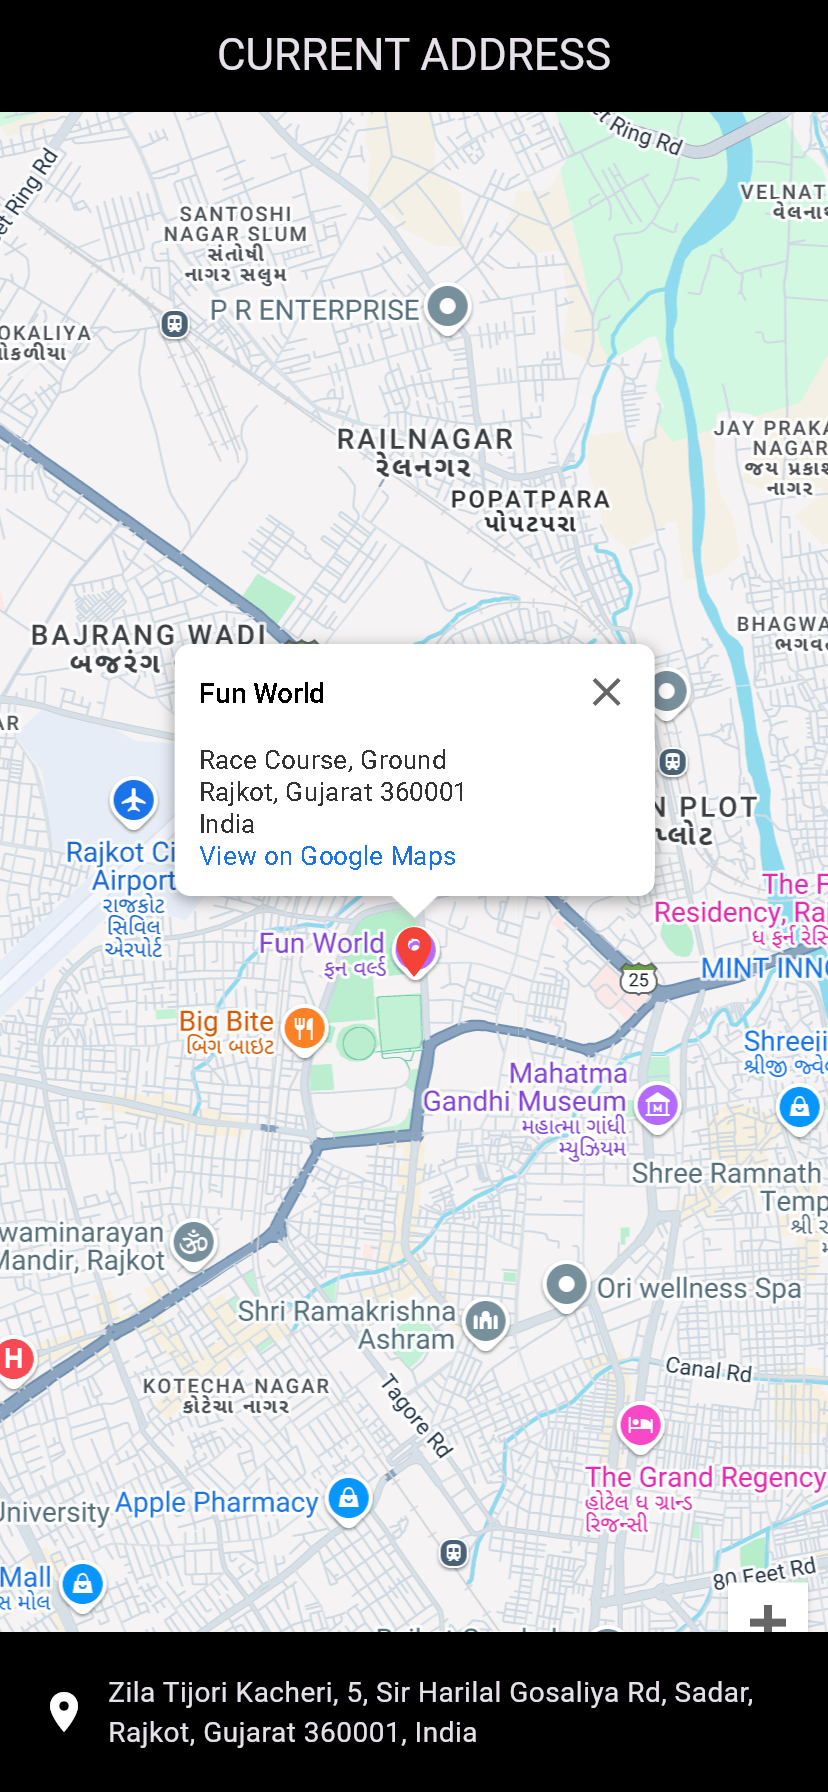 CURRENT ADDRESS
et Ring Rd
et Ring Rd
VELNAT
વેલનાથ
SANTOSHI
NAGAR SLUM
સંતોષી
નાગર સલુમ
P R ENTERPRISE
OKALIYA
ોકળીયા
RAILNAGAR
રેલનગર
JAY PRAKA
NAGAR
જય પ્રકાશ
નાગર
POPATPARA
પોપટપરા
BAJRANG WADI
બજરંગ
BHAGWA
ભગવ
AR
Fun World
Race Course, Ground
Rajkot, Gujarat 360001
India
View on Google Maps
N PLOT
પ્લોટ
Rajkot Ci
Airport
રાજકોટ
સિવિલ
એરપોર્ટ
The F
Residency, Ra
ધ ફર્ન રેસિ
Fun World
ફન વર્લ્ડ
25
MINT INNO
Big Bite
બિગ બાઇટ
Shreeji
શ્રીજી જ્વે
Mahatma
Gandhi Museum
મહાત્મા ગાંધી
મ્યુઝિયમ
Shree Ramnath
Temp
શ્રી ર
waminarayan
Mandir, Rajkot
Ori wellness Spa
Shri Ramakrishna
Ashram
H
Canal Rd
KOTECHA NAGAR
કોટેચા નાગર
Tagore Rd
The Grand Regency
હોટેલ ધ ગ્રાન્ડ
રિજન્સી
University
Apple Pharmacy
Mall
સ મોલ
80 Feet Rd
Zila Tijori Kacheri, 5, Sir Harilal Gosaliya Rd, Sadar,
Rajkot, Gujarat 360001, India